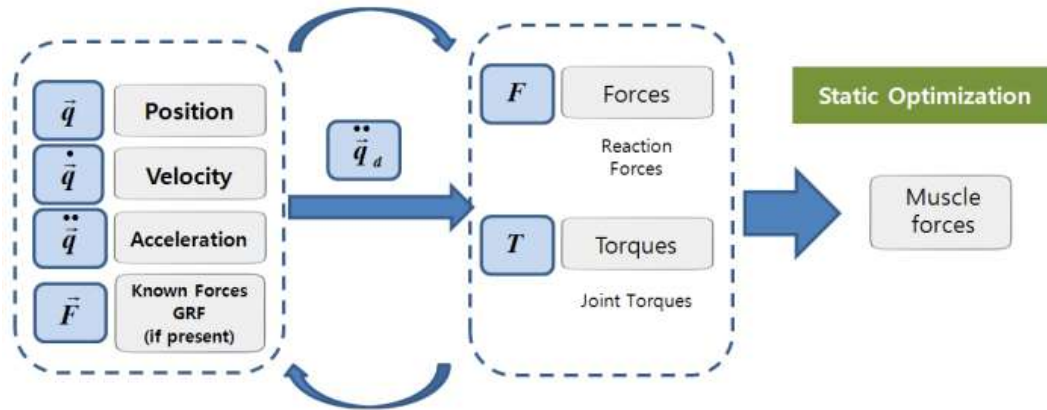 q⃗
Position
q⃗̇
Velocity
q⃗̈
Acceleration
F⃗
Known Forces
GRF
(if present)
q⃗̈ d
F
Forces
Reaction
Forces
T
Torques
Joint Torques
Static Optimization
Muscle
forces